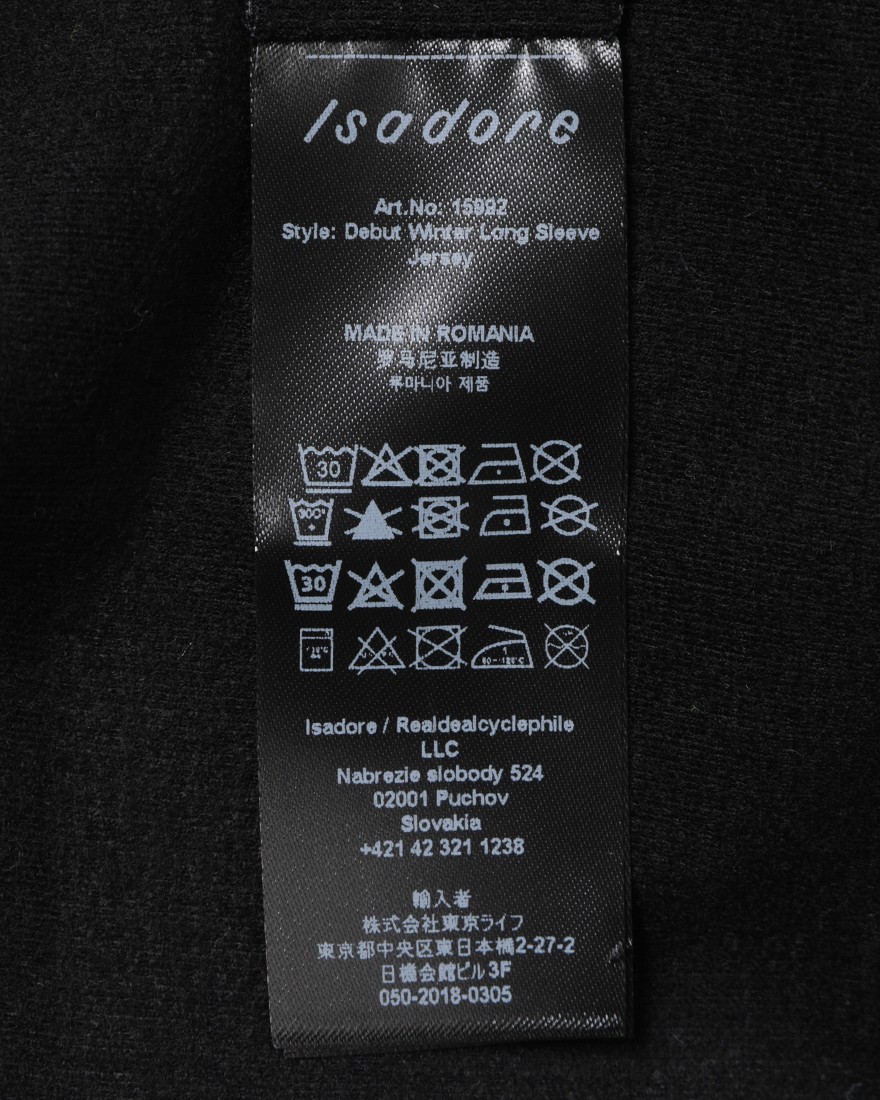 Isadore
Art.No: 15992
Style: Debut Winter Long Sleeve
Jersey
MADE IN ROMANIA
罗马尼亚制造
루마니아 제품
30
30
Isadore / Realdealcyclephile
LLC
Nabrezie slobody 524
02001 Puchov
Slovakia
+421 42 321 1238
輸入者
株式会社東京ライフ
東京都中央区東日本橋2-27-2
日機会館ビル3F
050-2018-0305